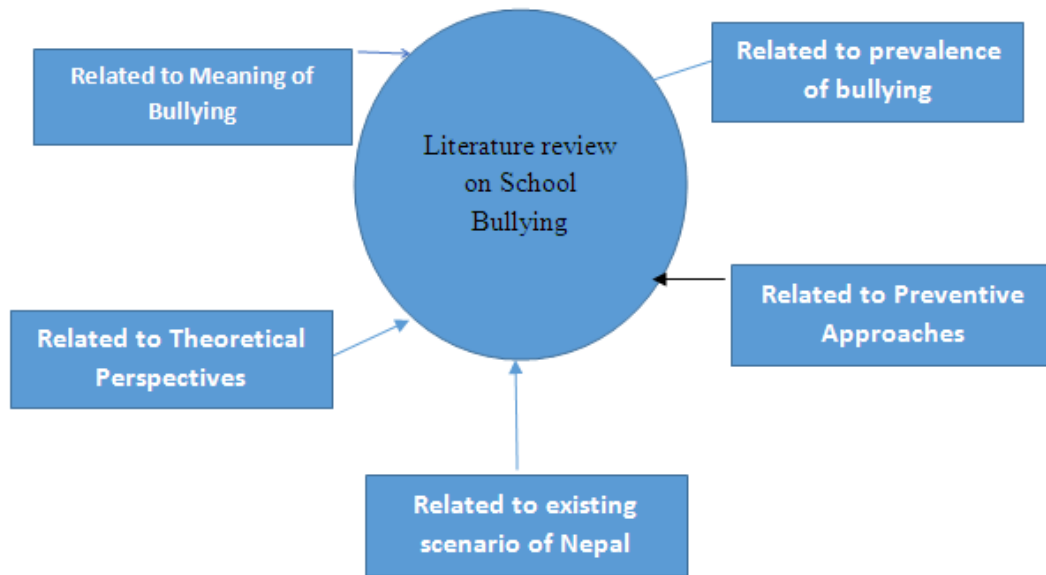 Related to Meaning of
Bullying
Related to prevalence
of bullying
Literature review
on School
Bullying
Related to Preventive
Approaches
Related to Theoretical
Perspectives
Related to existing
scenario of Nepal